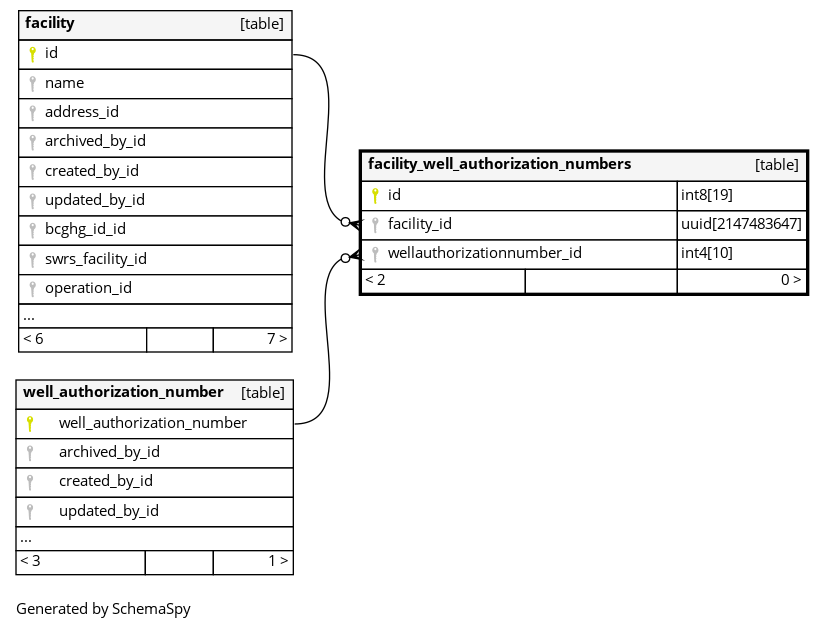 facility [table]
id
name
address_id
archived_by_id
created_by_id
updated_by_id
bcghg_id_id
swrs_facility_id
operation_id
...
< 6 7 >
facility_well_authorization_numbers [table]
id int8[19]
facility_id uuid[2147483647]
wellauthorizationnumber_id int4[10]
< 2 0 >
well_authorization_number [table]
well_authorization_number
archived_by_id
created_by_id
updated_by_id
...
< 3 1 >
Generated by SchemaSpy